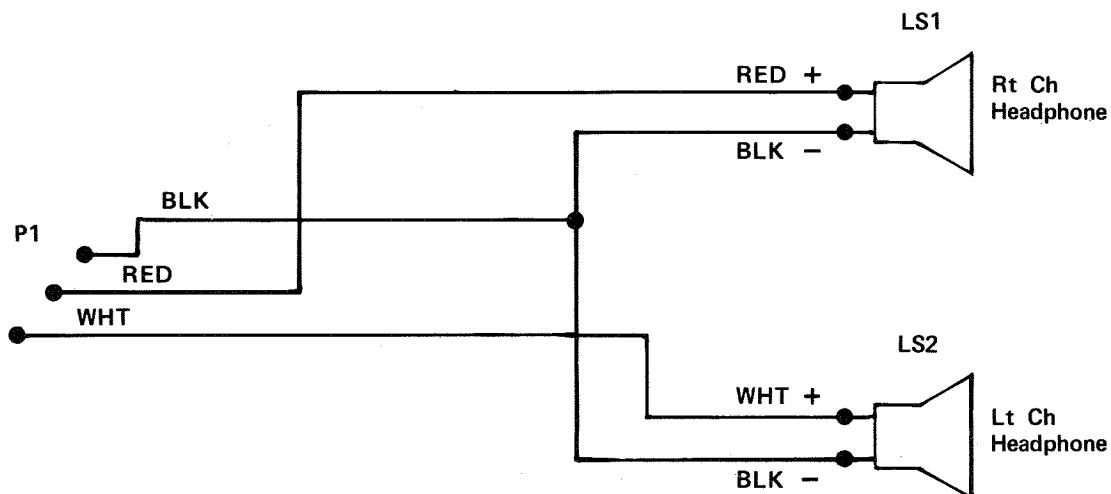 LS1
RED +
Rt Ch
Headphone
BLK –
BLK
P1
RED
WHT
LS2
WHT +
Lt Ch
Headphone
BLK –